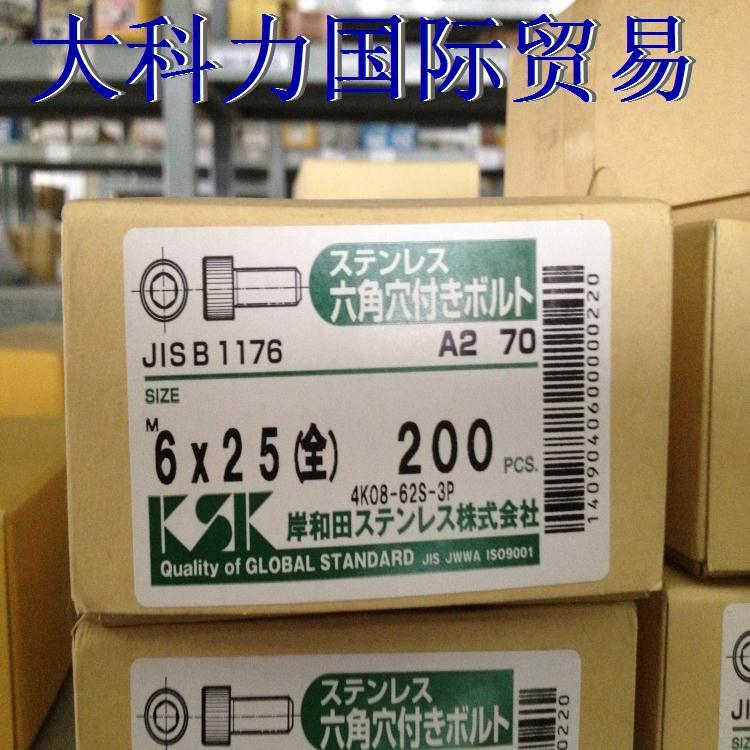 大科力国际贸易
ステンレス
六角穴付きボルト
JIS B 1176
A2 70
SIZE
M
6 x 25 (全)
200 PCS.
4K08-62S-3P
KSK
岸和田ステンレス株式会社
Quality of GLOBAL STANDARD JIS JWWA ISO9001
1409040600000220
ステンレス
六角穴付きボルト
0220
JIS
SIZ